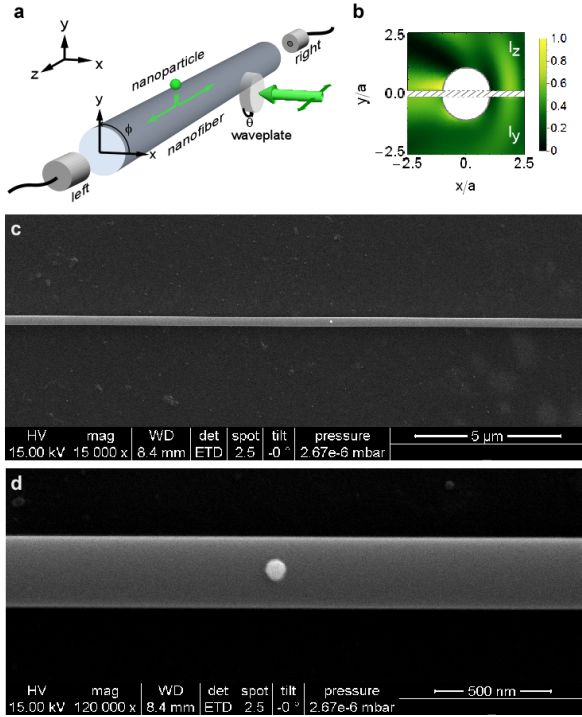 a
b
nanoparticle
right
y
z
x
y
ϕ
x
nanofiber
θ
waveplate
left
2.5
0.0
-2.5
y/a
I_z
I_y
-2.5
0.
2.5
x/a
1.0
0.8
0.6
0.4
0.2
0
c
HV mag WD det spot tilt pressure
15.00 kV 15 000 x 8.4 mm ETD 2.5 -0 ° 2.67e-6 mbar
5 µm
d
HV mag WD det spot tilt pressure
15.00 kV 120 000 x 8.4 mm ETD 2.5 -0 ° 2.67e-6 mbar
500 nm